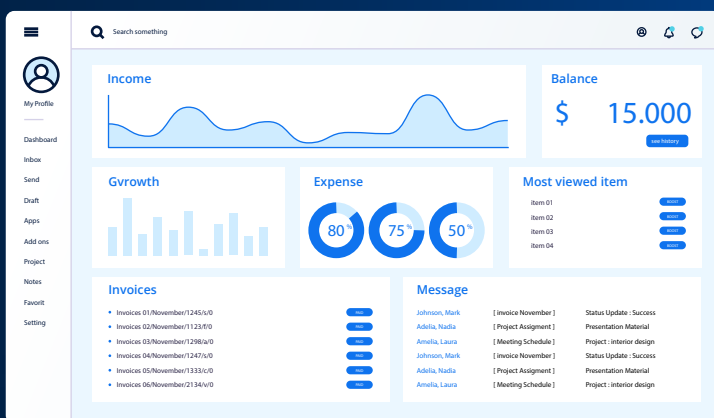 Search something
My Profile
Dashboard
Inbox
Send
Draft
Apps
Add ons
Project
Notes
Favorit
Setting
Income
Balance
$ 15.000
see history
Gvrowth
Expense
80 %
75 %
50 %
Most viewed item
item 01
item 02
item 03
item 04
Invoices
Invoices 01/November/1245/s/0
Invoices 02/November/1123/f/0
Invoices 03/November/1298/a/0
Invoices 04/November/1247/s/0
Invoices 05/November/1333/c/0
Invoices 06/November/2134/v/0
Message
Johnson, Mark [ invoice November ] Status Update : Success
Adelia, Nadia [ Project Assigment ] Presentation Material
Amelia, Laura [ Meeting Schedule ] Project : interior design
Johnson, Mark [ invoice November ] Status Update : Success
Adelia, Nadia [ Project Assigment ] Presentation Material
Amelia, Laura [ Meeting Schedule ] Project : interior design